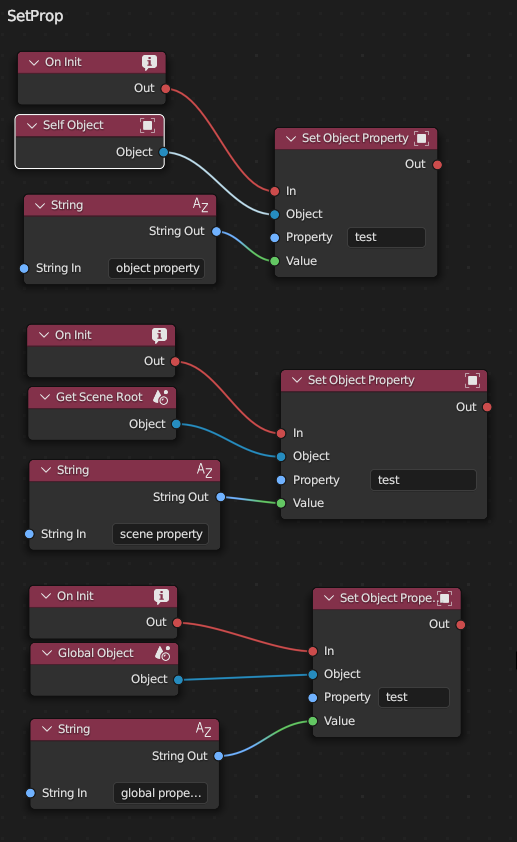 SetProp
On Init
Out
Self Object
Object
String
String Out
String In object property
Set Object Property
Out
In
Object
Property test
Value
On Init
Out
Get Scene Root
Object
String
String Out
String In scene property
Set Object Property
Out
In
Object
Property test
Value
On Init
Out
Global Object
Object
String
String Out
String In global prope...
Set Object Prope...
Out
In
Object
Property test
Value